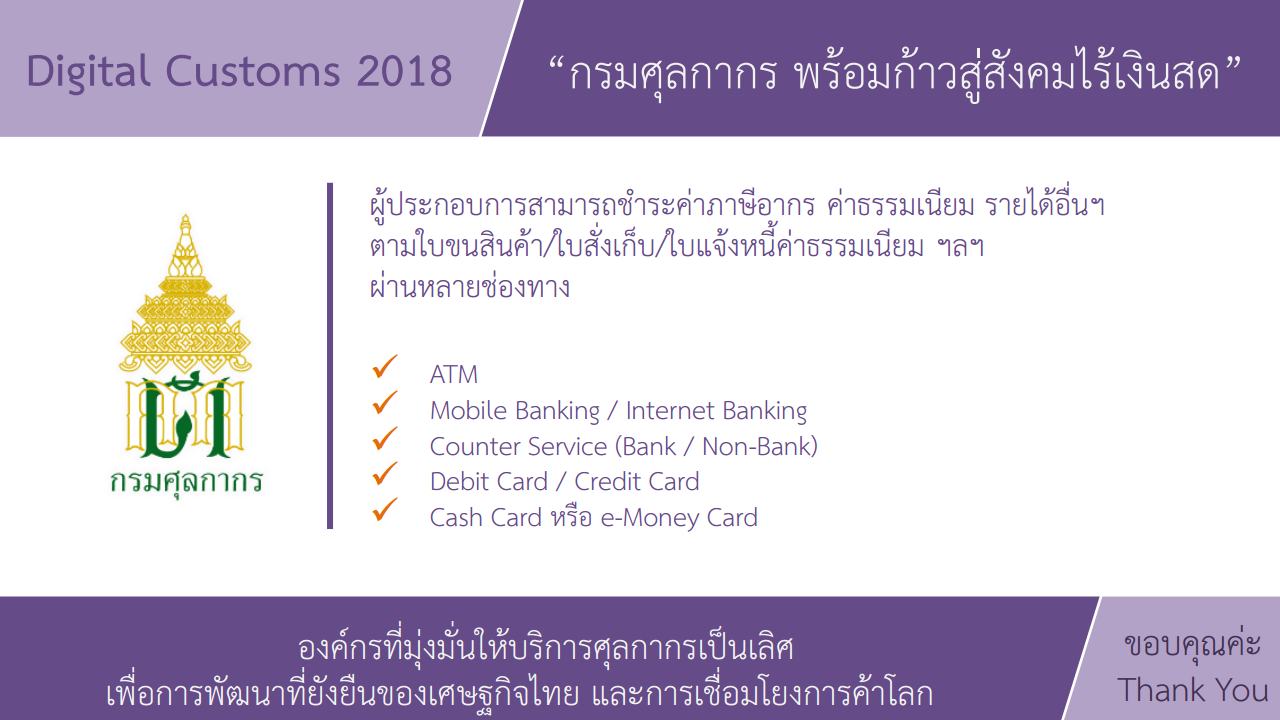 Digital Customs 2018
“กรมศุลกากร พร้อมก้าวสู่สังคมไร้เงินสด”
ผู้ประกอบการสามารถชำระค่าภาษีอากร ค่าธรรมเนียม รายได้อื่นฯ
ตามใบขนสินค้า/ใบสั่งเก็บ/ใบแจ้งหนี้ค่าธรรมเนียม ฯลฯ
ผ่านหลายช่องทาง
✓ ATM
✓ Mobile Banking / Internet Banking
✓ Counter Service (Bank / Non-Bank)
✓ Debit Card / Credit Card
✓ Cash Card หรือ e-Money Card
กรมศุลกากร
องค์กรที่มุ่งมั่นให้บริการศุลกากรเป็นเลิศ
เพื่อการพัฒนาที่ยั่งยืนของเศรษฐกิจไทย และการเชื่อมโยงการค้าโลก
ขอบคุณค่ะ
Thank You